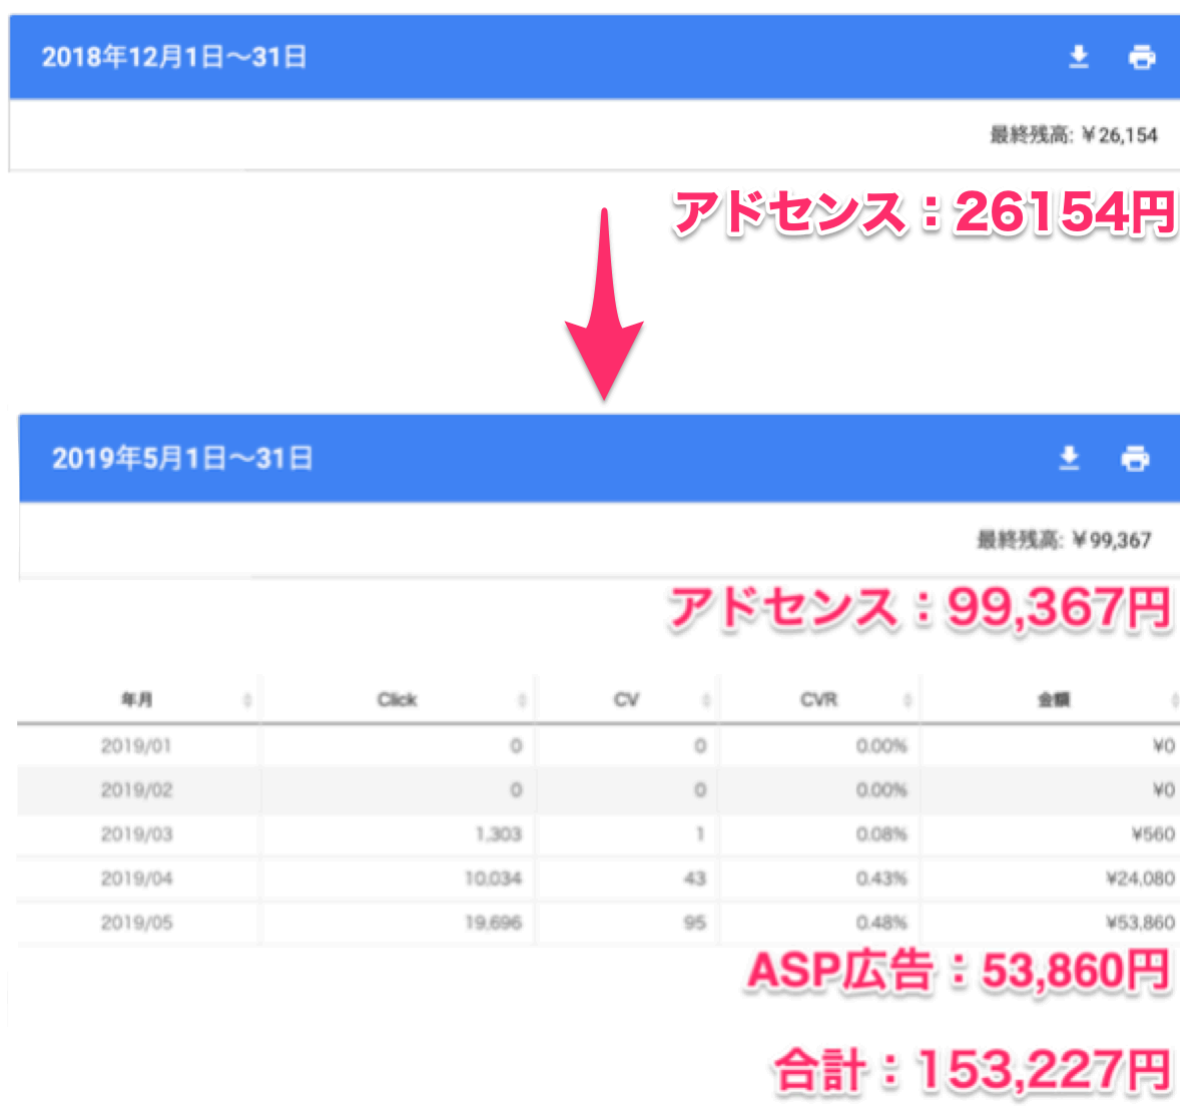 2018年12月1日〜31日
最終残高: ￥26,154
アドセンス：26154円
2019年5月1日〜31日
最終残高: ￥99,367
アドセンス：99,367円
年月 Click CV CVR 金額
2019/01 0 0 0.00% ¥0
2019/02 0 0 0.00% ¥0
2019/03 1,303 1 0.08% ¥560
2019/04 10,034 43 0.43% ¥24,080
2019/05 19,696 95 0.48% ¥53,860
ASP広告：53,860円
合計：153,227円